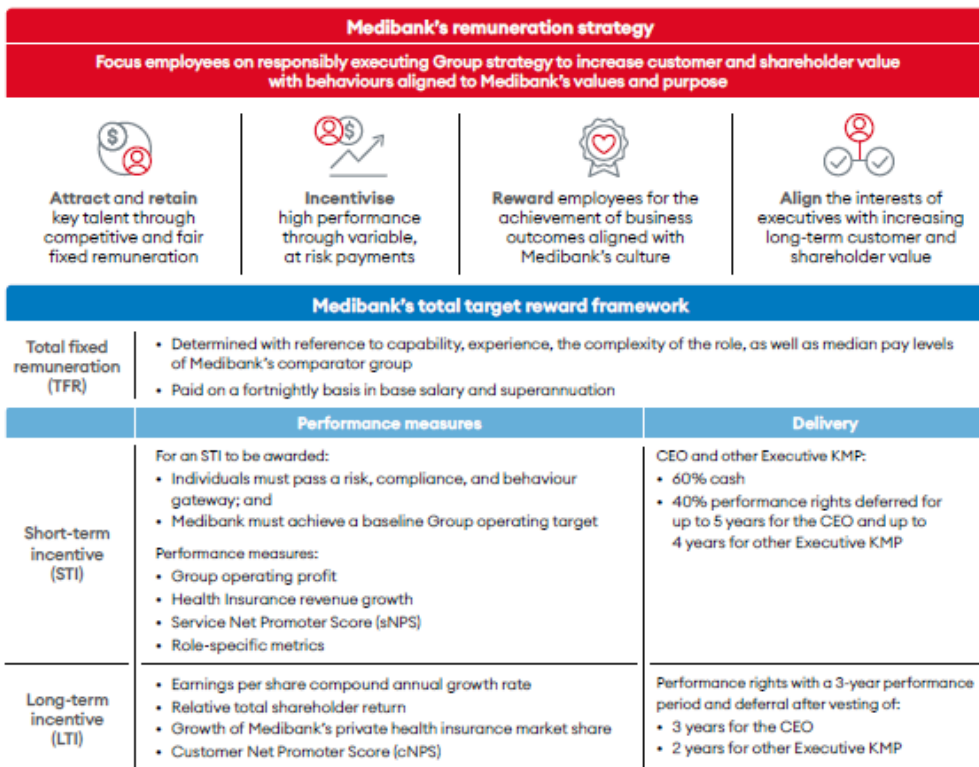 Medibank's remuneration strategy
Focus employees on responsibly executing Group strategy to increase customer and shareholder value
with behaviours aligned to Medibank's values and purpose
Attract and retain
key talent through
competitive and fair
fixed remuneration
Incentivise
high performance
through variable,
at risk payments
Reward employees for the
achievement of business
outcomes aligned with
Medibank's culture
Align the interests of
executives with increasing
long-term customer and
shareholder value
Medibank's total target reward framework
Total fixed
remuneration
(TFR)
• Determined with reference to capability, experience, the complexity of the role, as well as median pay levels
of Medibank's comparator group
• Paid on a fortnightly basis in base salary and superannuation
Performance measures
Delivery
Short-term
incentive
(STI)
For an STI to be awarded:
• Individuals must pass a risk, compliance, and behaviour
gateway; and
• Medibank must achieve a baseline Group operating target
Performance measures:
• Group operating profit
• Health Insurance revenue growth
• Service Net Promoter Score (sNPS)
• Role-specific metrics
CEO and other Executive KMP:
• 60% cash
• 40% performance rights deferred for
up to 5 years for the CEO and up to
4 years for other Executive KMP
Long-term
incentive
(LTI)
• Earnings per share compound annual growth rate
• Relative total shareholder return
• Growth of Medibank's private health insurance market share
• Customer Net Promoter Score (cNPS)
Performance rights with a 3-year performance
period and deferral after vesting of:
• 3 years for the CEO
• 2 years for other Executive KMP